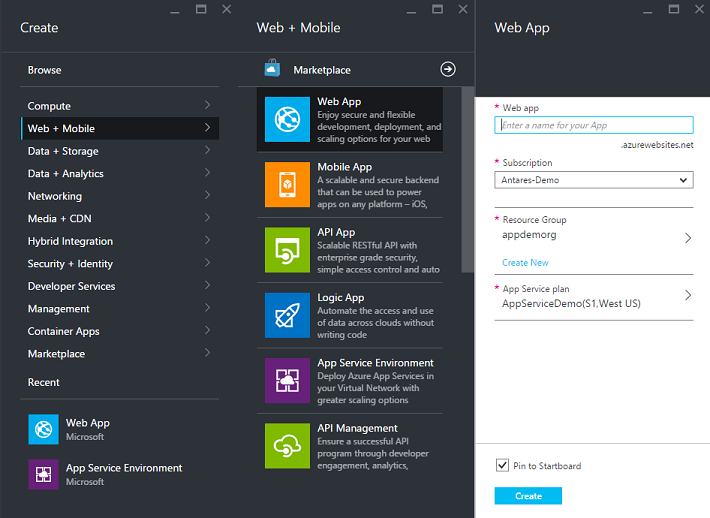 Create
Browse
Compute
Web + Mobile
Data + Storage
Data + Analytics
Networking
Media + CDN
Hybrid Integration
Security + Identity
Developer Services
Management
Container Apps
Marketplace
Recent
Web App
Microsoft
App Service Environment
Microsoft
Web + Mobile
Marketplace
Web App
Enjoy secure and flexible
development, deployment, and
scaling options for your web
Mobile App
A scalable and secure backend
that can be used to power
apps on any platform – iOS,
API App
Scalable RESTful API with
enterprise grade security,
simple access control and auto
Logic App
Automate the access and use
of data across clouds without
writing code
App Service Environment
Deploy Azure App Services in
your Virtual Network with
greater scaling options
API Management
Ensure a successful API
program through developer
engagement, analytics,
Web App
* Web app
Enter a name for your App
.azurewebsites.net
* Subscription
Antares-Demo
* Resource Group
appdemorg
Create New
* App Service plan
AppServiceDemo(S1,West US)
Pin to Startboard
Create